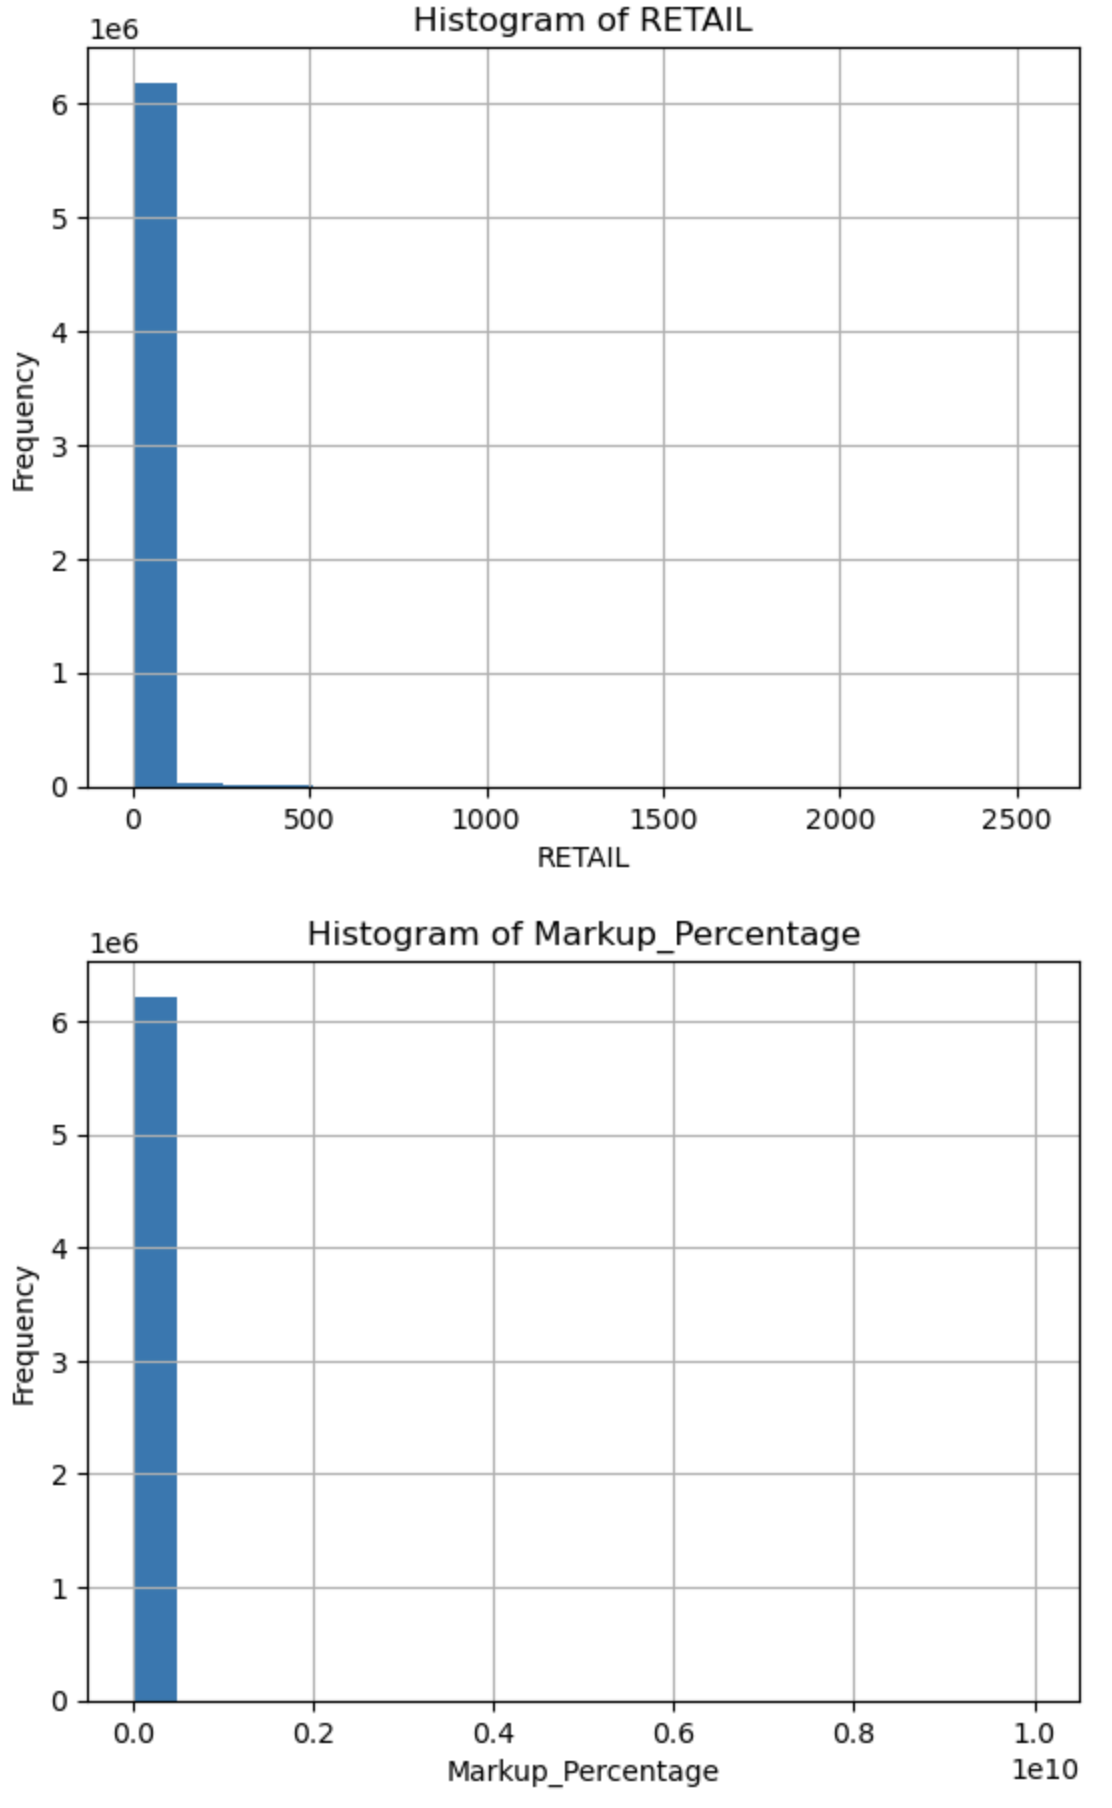 Histogram of RETAIL
1e6
6
5
4
3
2
1
0
Frequency
0 500 1000 1500 2000 2500
RETAIL
Histogram of Markup_Percentage
1e6
6
5
4
3
2
1
0
Frequency
0.0 0.2 0.4 0.6 0.8 1.0
1e10
Markup_Percentage